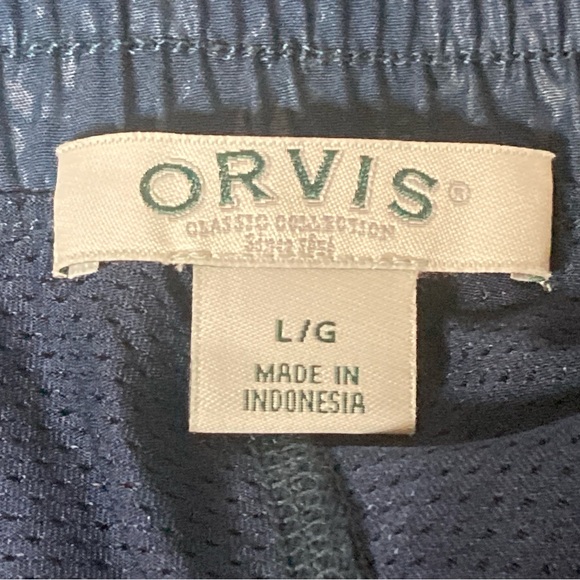 ORVIS®
CLASSIC COLLECTION
L/G
MADE IN
INDONESIA